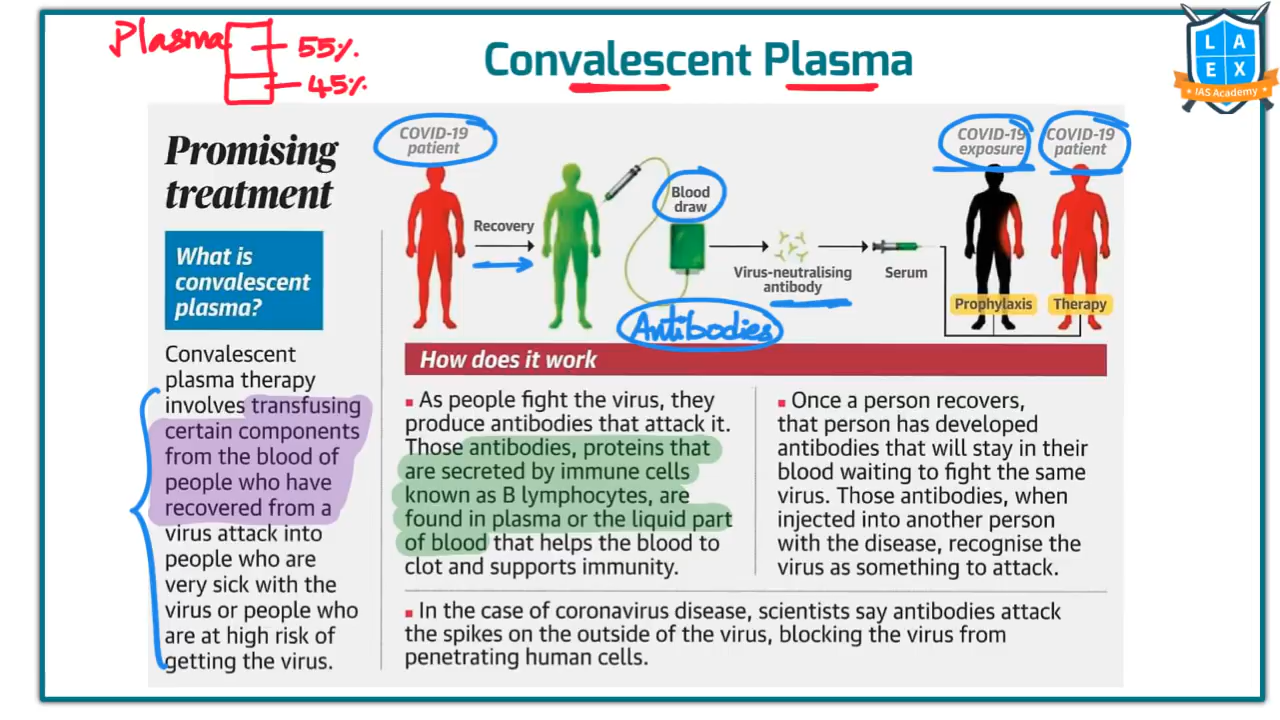 Plasma
55%
45%
Convalescent Plasma
L A
E X
IAS Academy
Promising
treatment
What is
convalescent
plasma?
Convalescent
plasma therapy
involves transfusing
certain components
from the blood of
people who have
recovered from a
virus attack into
people who are
very sick with the
virus or people who
are at high risk of
getting the virus.
COVID-19
patient
Recovery
Blood
draw
Antibodies
Virus-neutralising
antibody
Serum
COVID-19
exposure
COVID-19
patient
Prophylaxis
Therapy
How does it work
▪ As people fight the virus, they
produce antibodies that attack it.
Those antibodies, proteins that
are secreted by immune cells
known as B lymphocytes, are
found in plasma or the liquid part
of blood that helps the blood to
clot and supports immunity.
▪ Once a person recovers,
that person has developed
antibodies that will stay in their
blood waiting to fight the same
virus. Those antibodies, when
injected into another person
with the disease, recognise the
virus as something to attack.
▪ In the case of coronavirus disease, scientists say antibodies attack
the spikes on the outside of the virus, blocking the virus from
penetrating human cells.